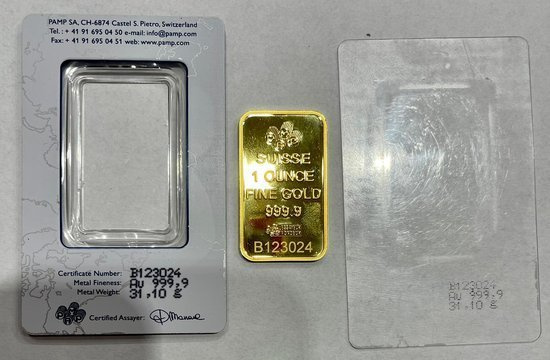 PAMP SA, CH-6874 Castel S. Pietro, Switzerland
Tel.: + 41 91 695 04 50 e-mail: info@pamp.com
Fax: + 41 91 695 04 51 web: www.pamp.com
Certificate Number: B123024
Metal Fineness: Au 999,9
Metal Weight: 31,10 g
Certified Assayer:
SUISSE
1 OUNCE
FINE GOLD
999.9
B123024
B123024
Au 999,9
31,10 g